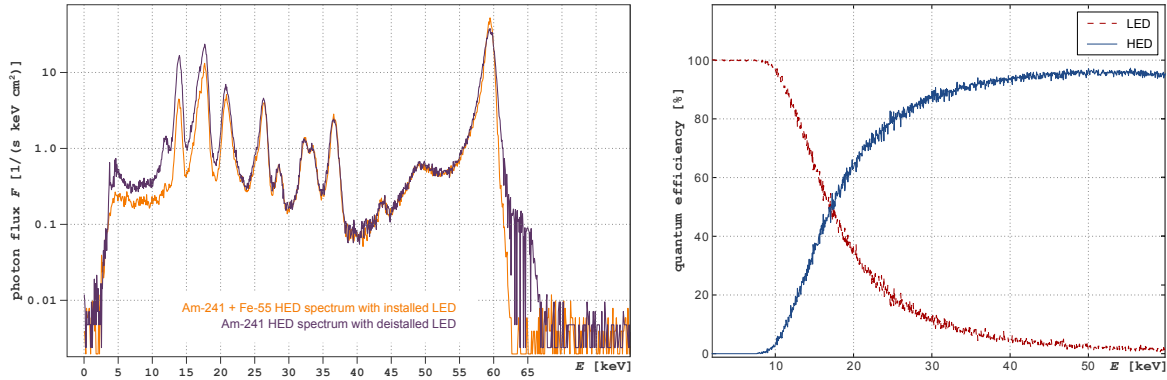 photon flux F [1/(s keV cm²)]
10
1.0
0.1
0.01
Am-241 + Fe-55 HED spectrum with installed LED
Am-241 HED spectrum with deistalled LED
0 5 10 15 20 25 30 35 40 45 50 55 60 65 E [keV]
LED
HED
quantum efficiency [%]
100
80
60
40
20
0
10 20 30 40 50 E [keV]